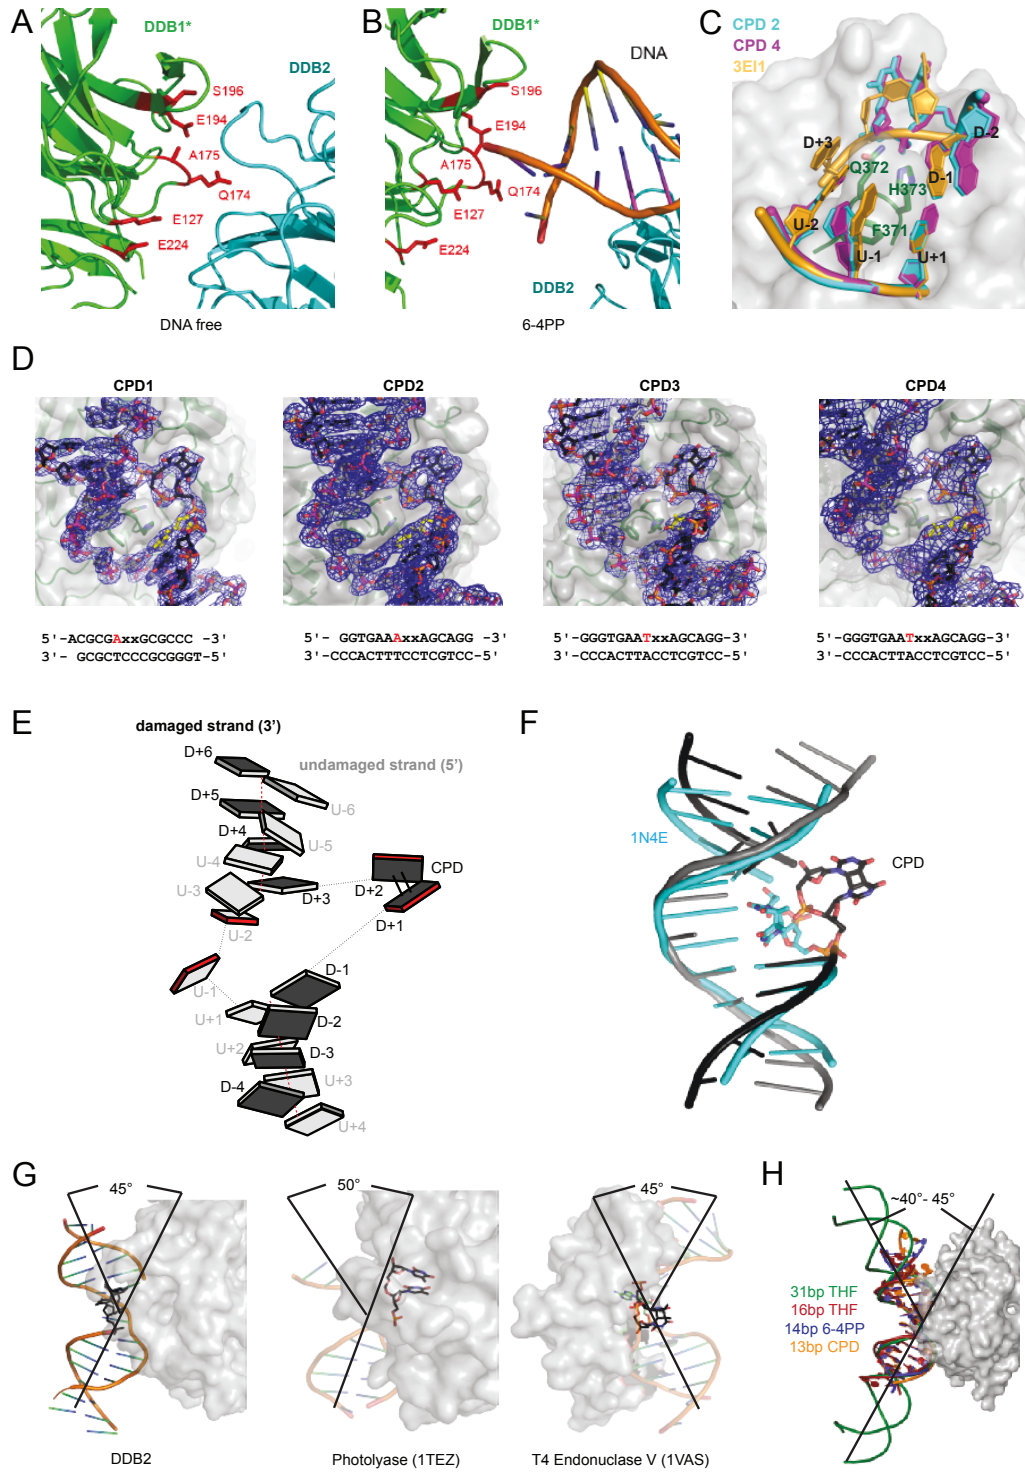 A
DDB1*
DDB2
S196
E194
A175
Q174
E127
E224
DNA free
B
DDB1*
DNA
S196
E194
A175
Q174
E127
E224
DDB2
6-4PP
C
CPD 2
CPD 4
3EI1
D+3
D-2
Q372
D-1
H373
U-2
F371
U-1
U+1
D
CPD1
CPD2
CPD3
CPD4
5'-ACGCGAxxGCGCCC -3'
3'- GCGCTCCCGCGGGT-5'
5'- GGTGAAAxxAGCAGG -3'
3'-CCCACTTTCCTCGTCC-5'
5'-GGGTGAATxxAGCAGG-3'
3'-CCCACTTACCTCGTCC-5'
5'-GGGTGAATxxAGCAGG-3'
3'-CCCACTTACCTCGTCC-5'
E
damaged strand (3')
undamaged strand (5')
D+6
U-6
D+5
U-5
D+4
U-4
CPD
D+2
U-3
D+3
D+1
U-2
D-1
U-1
U+1
D-2
U+2
D-3
U+3
D-4
U+4
F
1N4E
CPD
G
45°
DDB2
50°
Photolyase (1TEZ)
45°
T4 Endonuclease V (1VAS)
H
~40°- 45°
31bp THF
16bp THF
14bp 6-4PP
13bp CPD